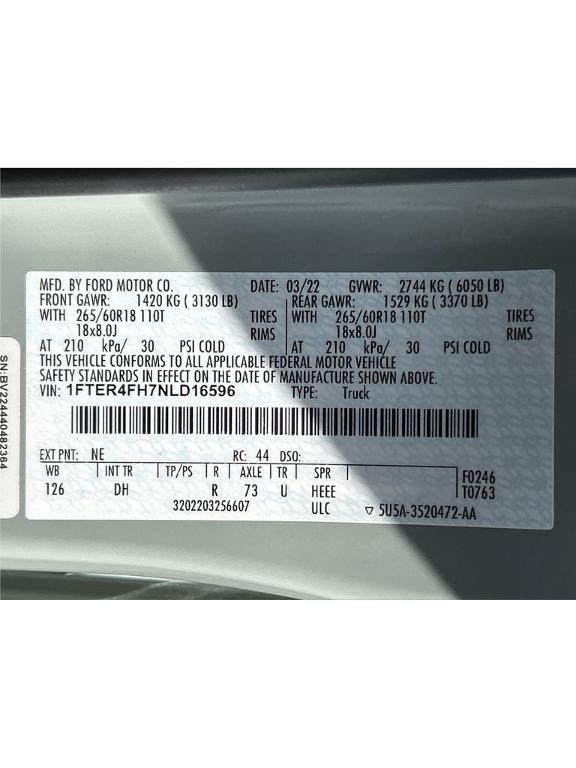 MFD. BY FORD MOTOR CO. DATE: 03/22 GVWR: 2744 KG ( 6050 LB)
FRONT GAWR: 1420 KG ( 3130 LB) REAR GAWR: 1529 KG ( 3370 LB)
WITH 265/60R18 110T TIRES WITH 265/60R18 110T TIRES
18x8.0J RIMS 18x8.0J RIMS
AT 210 kPa/ 30 PSI COLD AT 210 kPa/ 30 PSI COLD
THIS VEHICLE CONFORMS TO ALL APPLICABLE FEDERAL MOTOR VEHICLE
SAFETY STANDARDS IN EFFECT ON THE DATE OF MANUFACTURE SHOWN ABOVE.
VIN: 1FTER4FH7NLD16596 TYPE: Truck
EXT PNT: NE RC: 44 DSO:
WB INT TR TP/PS R AXLE TR SPR F0246
126 DH R 73 U HEEE T0763
3202203256607 ULC ▽ 5U5A-3520472-AA
SN:BV224440482364